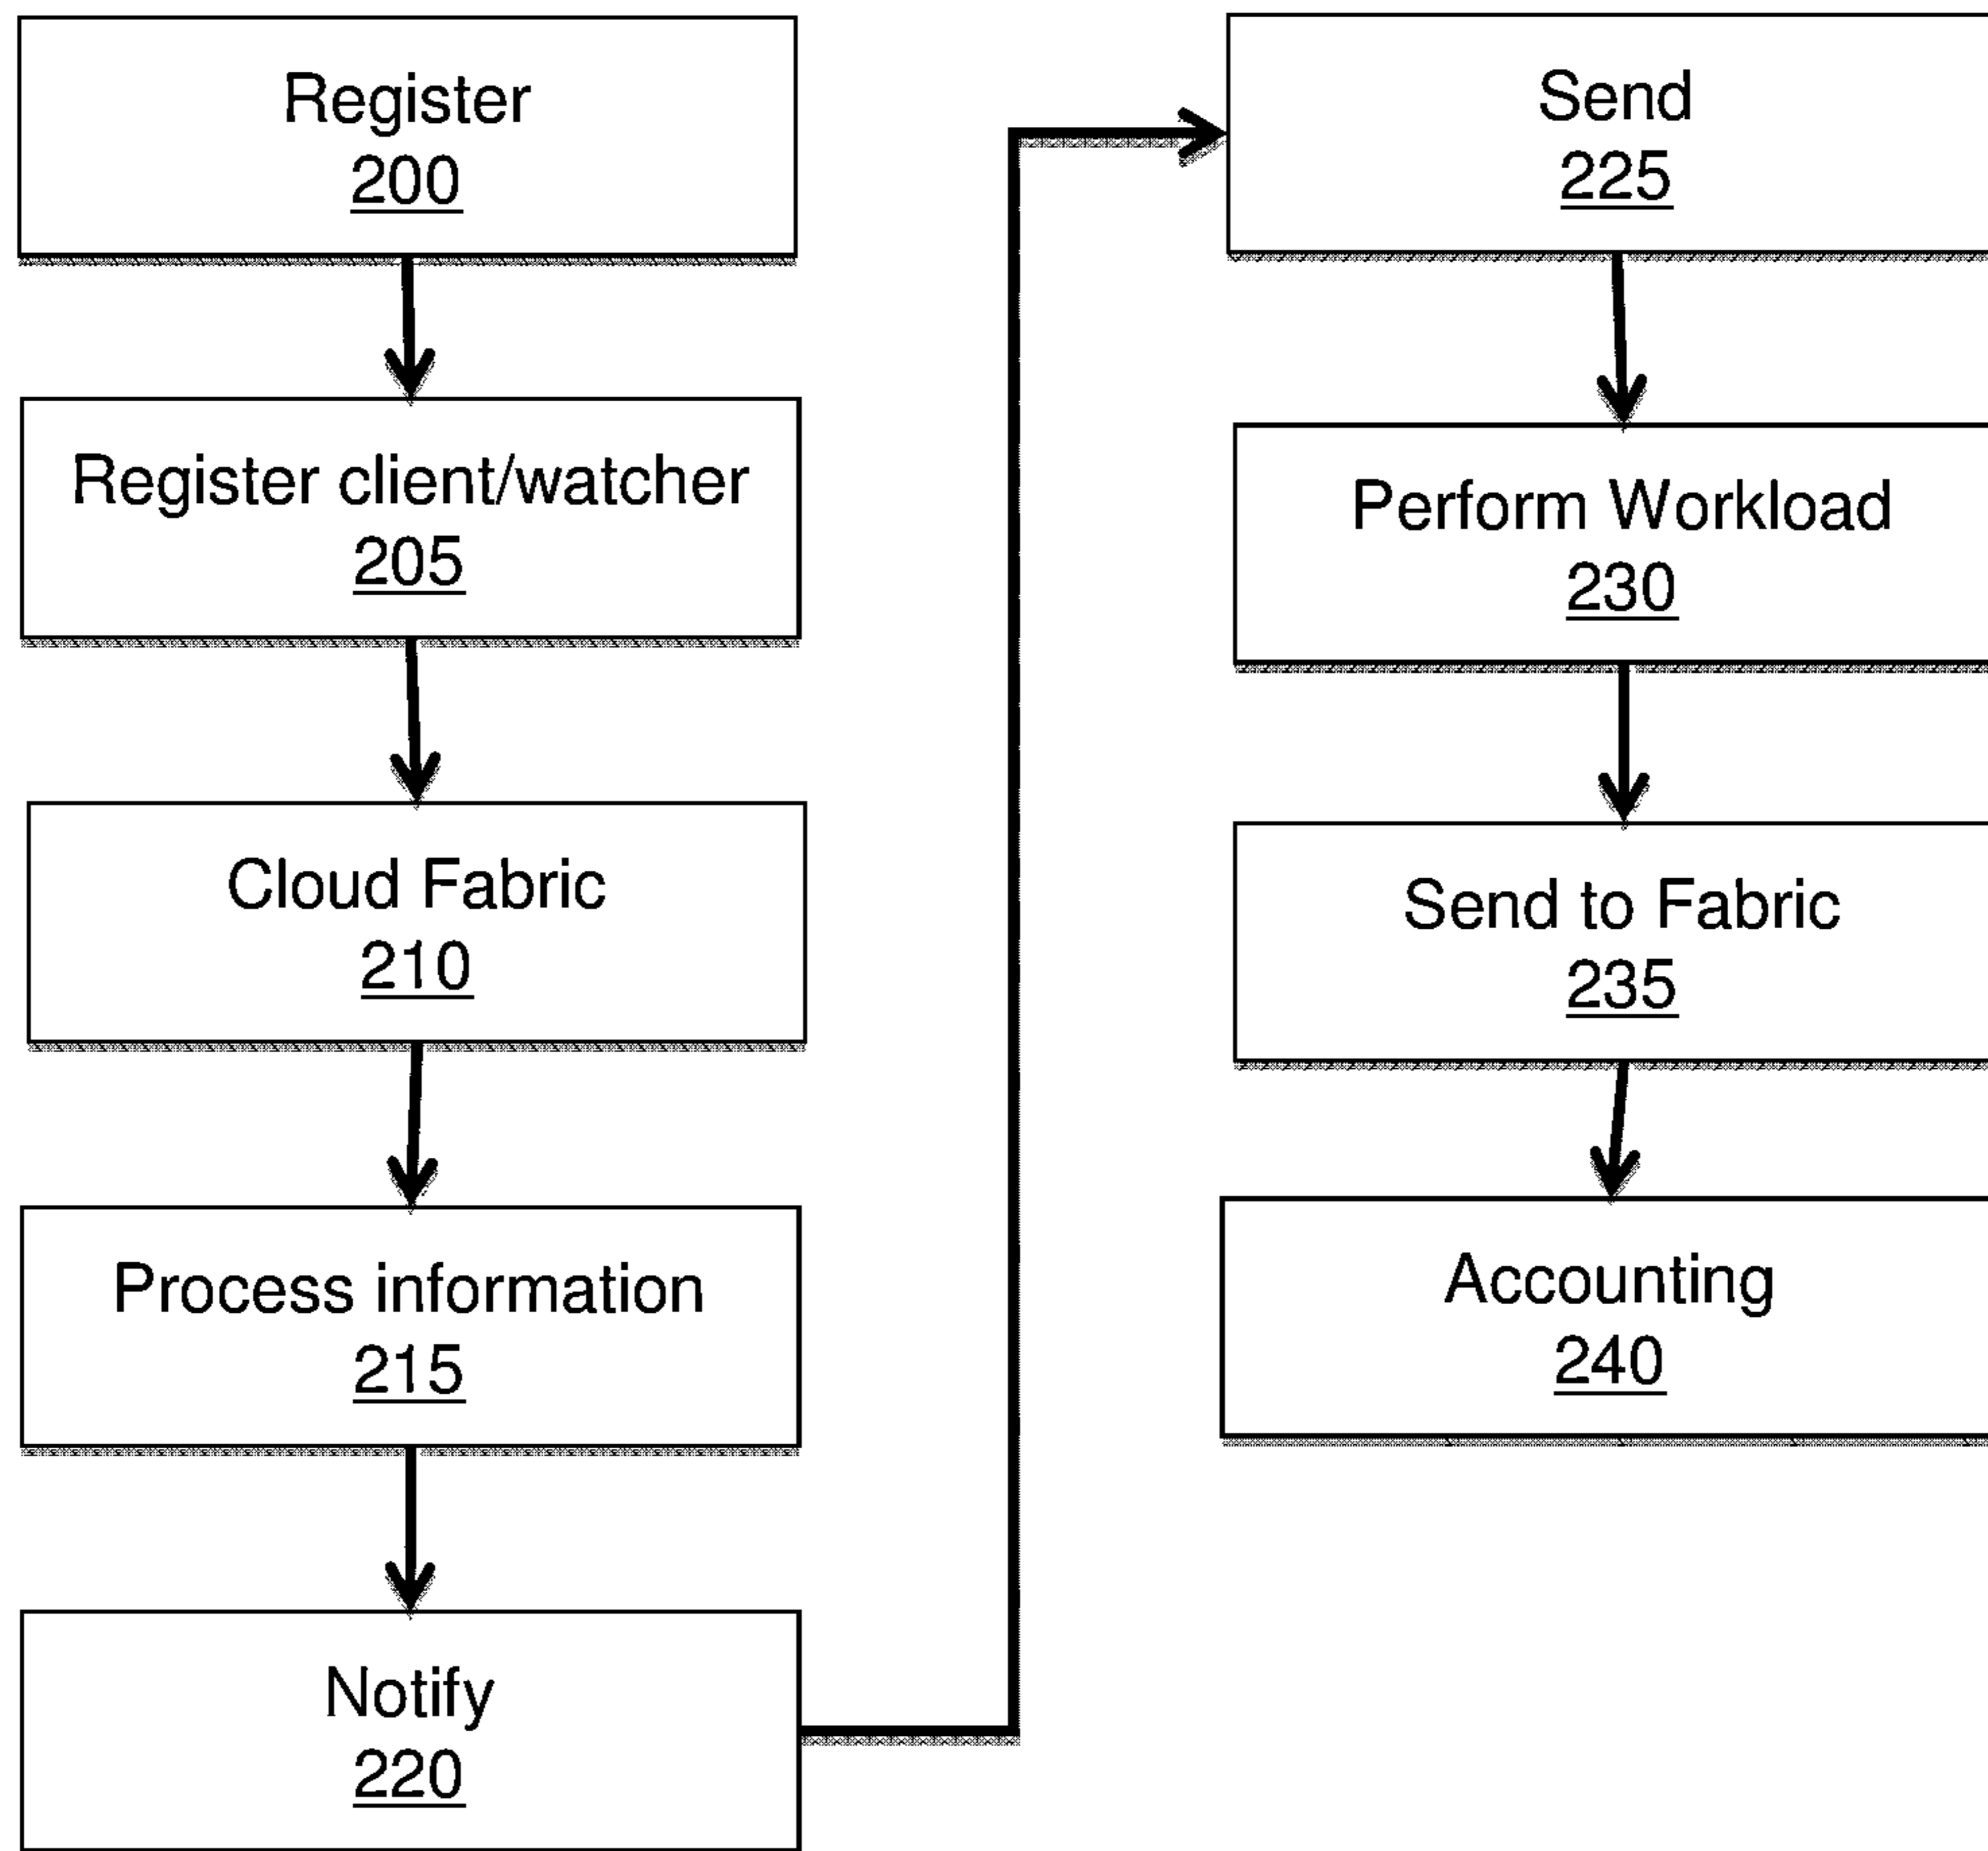 Register
200
Register client/watcher
205
Cloud Fabric
210
Process information
215
Notify
220
Send
225
Perform Workload
230
Send to Fabric
235
Accounting
240